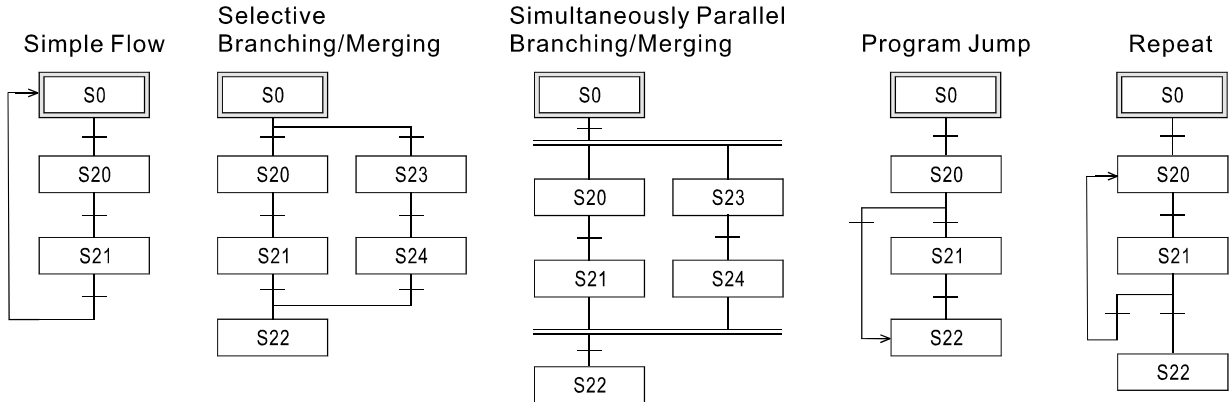 Simple Flow
S0
S20
S21
Selective
Branching/Merging
S0
S20
S23
S21
S24
S22
Simultaneously Parallel
Branching/Merging
S0
S20
S23
S21
S24
S22
Program Jump
S0
S20
S21
S22
Repeat
S0
S20
S21
S22